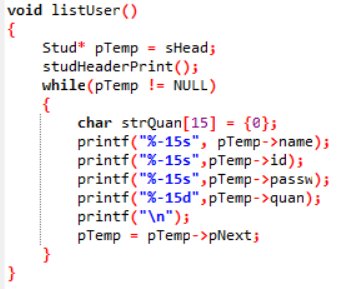 void listUser()
{
    Stud* pTemp = sHead;
    studHeaderPrint();
    while(pTemp != NULL)
    {
        char strQuan[15] = {0};
        printf("%-15s", pTemp->name);
        printf("%-15s",pTemp->id);
        printf("%-15s",pTemp->passw);
        printf("%-15d",pTemp->quan);
        printf("\n");
        pTemp = pTemp->pNext;
    }
}